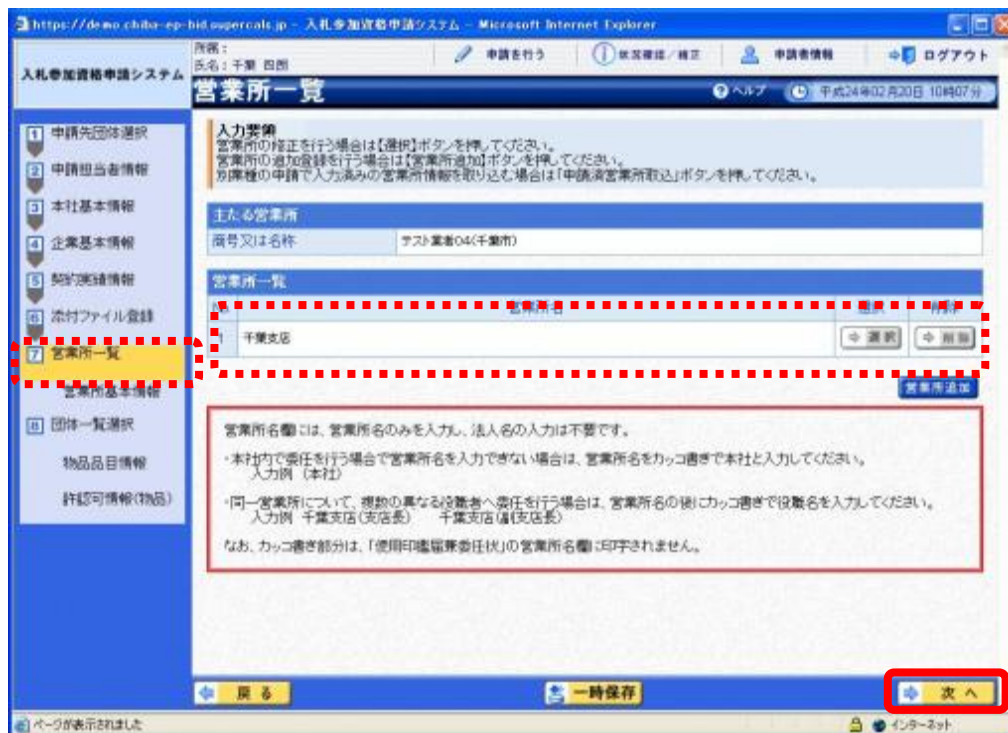 https://demo.chiba-ep-bid.supercals.jp - 入札参加資格申請システム - Microsoft Internet Explorer
入札参加資格申請システム
所属：
氏名：千葉 四郎
申請を行う
状況確認／補正
申請者情報
ログアウト
営業所一覧
ヘルプ
平成24年02月20日 10時07分
1 申請先団体選択
2 申請担当者情報
3 本社基本情報
4 企業基本情報
5 契約実績情報
6 添付ファイル登録
7 営業所一覧
営業所基本情報
8 団体一覧選択
物品品目情報
許認可情報(物品)
入力要領
営業所の修正を行う場合は【選択】ボタンを押してください。
営業所の追加登録を行う場合は【営業所追加】ボタンを押してください。
別業種の申請で入力済みの営業所情報を取り込む場合は「申請済営業所取込」ボタンを押してください。
主たる営業所
商号又は名称 テスト業者04(千葉市)
営業所一覧
営業所名 選択 削除
1 千葉支店 選択 削除
営業所追加
営業所名欄には、営業所名のみを入力し、法人名の入力は不要です。
・本社内で委任を行う場合で営業所名を入力できない場合は、営業所名をカッコ書きで本社と入力してください。
入力例 (本社)
・同一営業所について、複数の異なる役職者へ委任を行う場合は、営業所名の後にカッコ書きで役職名を入力してください。
入力例 千葉支店(支店長) 千葉支店(副支店長)
なお、カッコ書き部分は、「使用印鑑届兼委任状」の営業所名欄に印字されません。
戻る
一時保存
次へ
ページが表示されました
インターネット